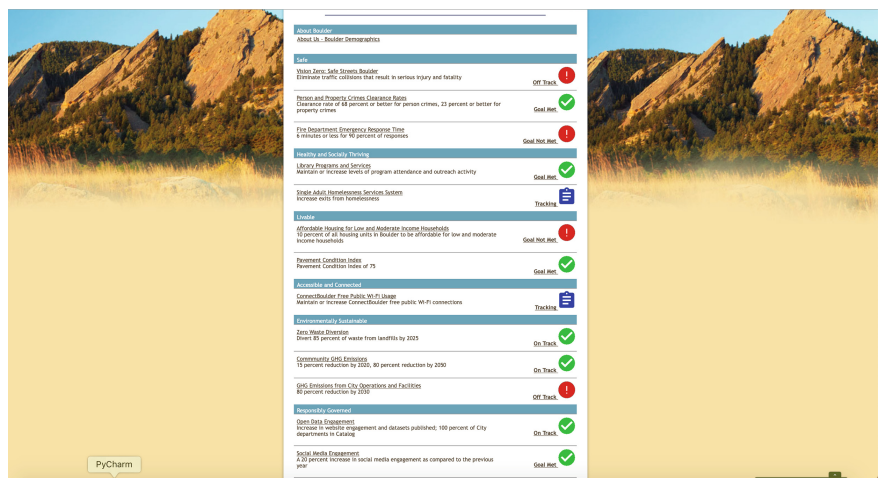 About Boulder
About Us - Boulder Demographics
Safe
Vision Zero: Safe Streets Boulder
Eliminate traffic collisions that result in serious injury and fatality
Off Track
Person and Property Crimes Clearance Rates
Clearance rate of 68 percent or better for person crimes, 23 percent or better for
property crimes
Goal Met
Fire Department Emergency Response Time
6 minutes or less for 90 percent of responses
Goal Not Met
Healthy and Socially Thriving
Library Programs and Services
Maintain or increase levels of program attendance and outreach activity
Goal Met
Single Adult Homelessness Services System
Increase exits from homelessness
Tracking
Livable
Affordable Housing for Low and Moderate Income Households
10 percent of all housing units in Boulder to be affordable for low and moderate
income households
Goal Not Met
Pavement Condition Index
Pavement Condition Index of 75
Goal Met
Accessible and Connected
ConnectBoulder Free Public Wi-Fi Usage
Maintain or increase ConnectBoulder free public Wi-Fi connections
Tracking
Environmentally Sustainable
Zero Waste Diversion
Divert 85 percent of waste from landfills by 2025
On Track
Commmunity GHG Emissions
15 percent reduction by 2020, 80 percent reduction by 2050
On Track
GHG Emissions from City Operations and Facilities
80 percent reduction by 2030
Off Track
Responsibly Governed
Open Data Engagement
Increase in website engagement and datasets published; 100 percent of City
departments in Catalog
On Track
Social Media Engagement
A 20 percent increase in social media engagement as compared to the previous
year
Goal Met
PyCharm